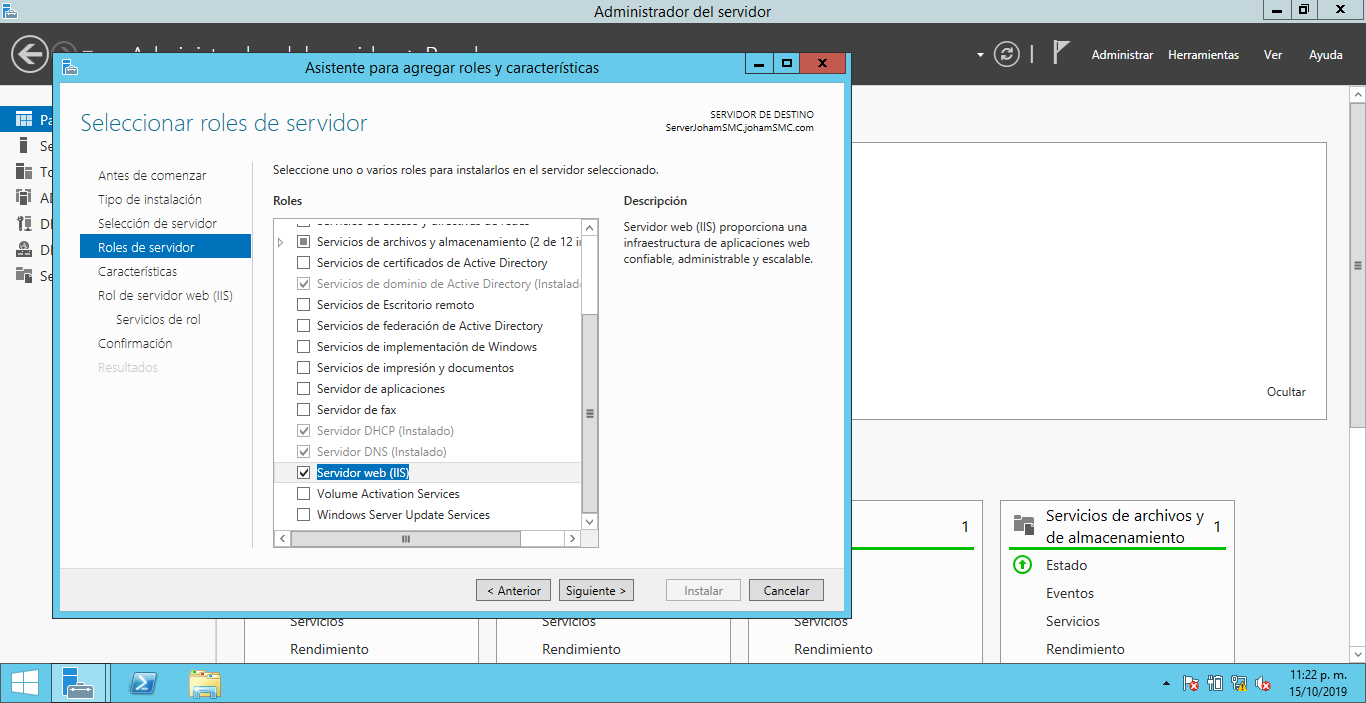 Administrador del servidor
Administrar Herramientas Ver Ayuda
Asistente para agregar roles y características
Seleccionar roles de servidor
SERVIDOR DE DESTINO
ServerJohamSMC.johamSMC.com
Antes de comenzar
Tipo de instalación
Selección de servidor
Roles de servidor
Características
Rol de servidor web (IIS)
Servicios de rol
Confirmación
Resultados
Seleccione uno o varios roles para instalarlos en el servidor seleccionado.
Roles
Servicios de archivos y almacenamiento (2 de 12 in
Servicios de certificados de Active Directory
Servicios de dominio de Active Directory (Instalado
Servicios de Escritorio remoto
Servicios de federación de Active Directory
Servicios de implementación de Windows
Servicios de impresión y documentos
Servidor de aplicaciones
Servidor de fax
Servidor DHCP (Instalado)
Servidor DNS (Instalado)
Servidor web (IIS)
Volume Activation Services
Windows Server Update Services
Descripción
Servidor web (IIS) proporciona una
infraestructura de aplicaciones web
confiable, administrable y escalable.
< Anterior Siguiente > Instalar Cancelar
Ocultar
1
Servicios de archivos y
de almacenamiento
1
Estado
Eventos
Servicios
Rendimiento
Servicios
Rendimiento
Servicios
Rendimiento
Servicios
Rendimiento
11:22 p. m.
15/10/2019